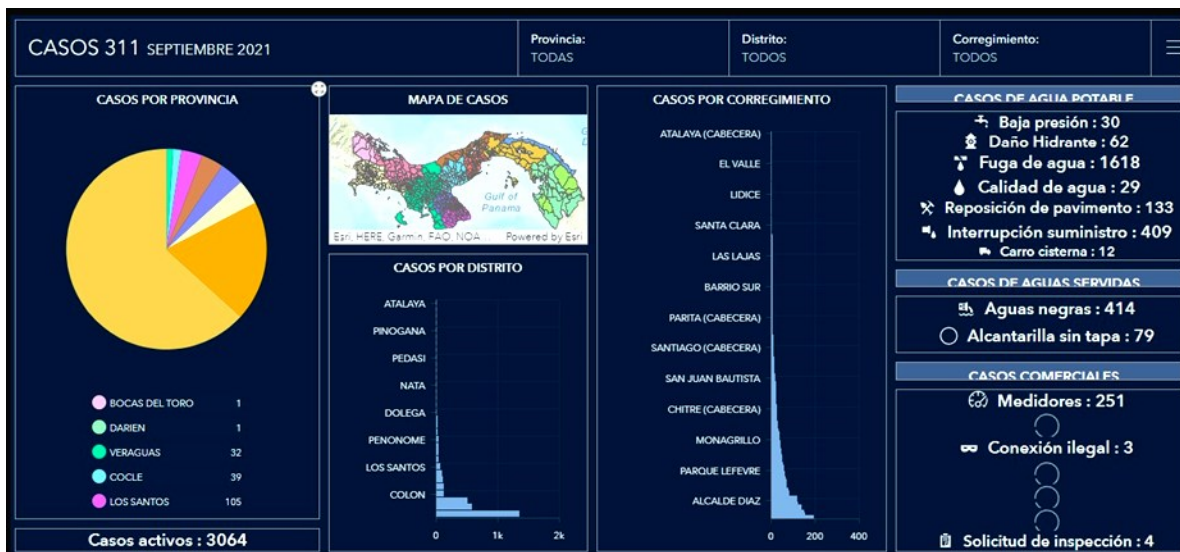 CASOS 311 SEPTIEMBRE 2021
Provincia:
TODAS
Distrito:
TODOS
Corregimiento:
TODOS
CASOS POR PROVINCIA
BOCAS DEL TORO 1
DARIEN 1
VERAGUAS 32
COCLE 39
LOS SANTOS 105
Casos activos : 3064
MAPA DE CASOS
Gulf of
Panama
Esri, HERE, Garmin, FAO, NOA... Powered by Esri
CASOS POR DISTRITO
ATALAYA
PINOGANA
PEDASI
NATA
DOLEGA
PENONOME
LOS SANTOS
COLON
0 1k 2k
CASOS POR CORREGIMIENTO
ATALAYA (CABECERA)
EL VALLE
LIDICE
SANTA CLARA
LAS LAJAS
BARRIO SUR
PARITA (CABECERA)
SANTIAGO (CABECERA)
SAN JUAN BAUTISTA
CHITRE (CABECERA)
MONAGRILLO
PARQUE LEFEVRE
ALCALDE DIAZ
0 200 400
CASOS DE AGUA POTABLE
Baja presión : 30
Daño Hidrante : 62
Fuga de agua : 1618
Calidad de agua : 29
Reposición de pavimento : 133
Interrupción suministro : 409
Carro cisterna : 12
CASOS DE AGUAS SERVIDAS
Aguas negras : 414
Alcantarilla sin tapa : 79
CASOS COMERCIALES
Medidores : 251
Conexión ilegal : 3
Solicitud de inspección : 4